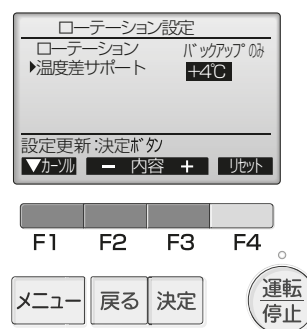 ローテーション設定
ローテーション ﾊﾞｯｸｱｯﾌﾟのみ
▶温度差サポート +4℃
設定更新:決定ﾎﾞﾀﾝ
▼ｶｰｿﾙ － 内容 ＋ ﾘｾｯﾄ
F1 F2 F3 F4
メニュー 戻る 決定 運転
停止